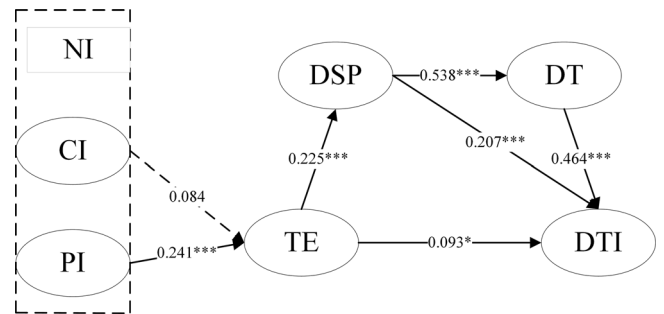 NI
DSP
0.538***
DT
CI
0.207***
0.464***
0.225***
0.084
PI
0.241***
TE
0.093*
DTI